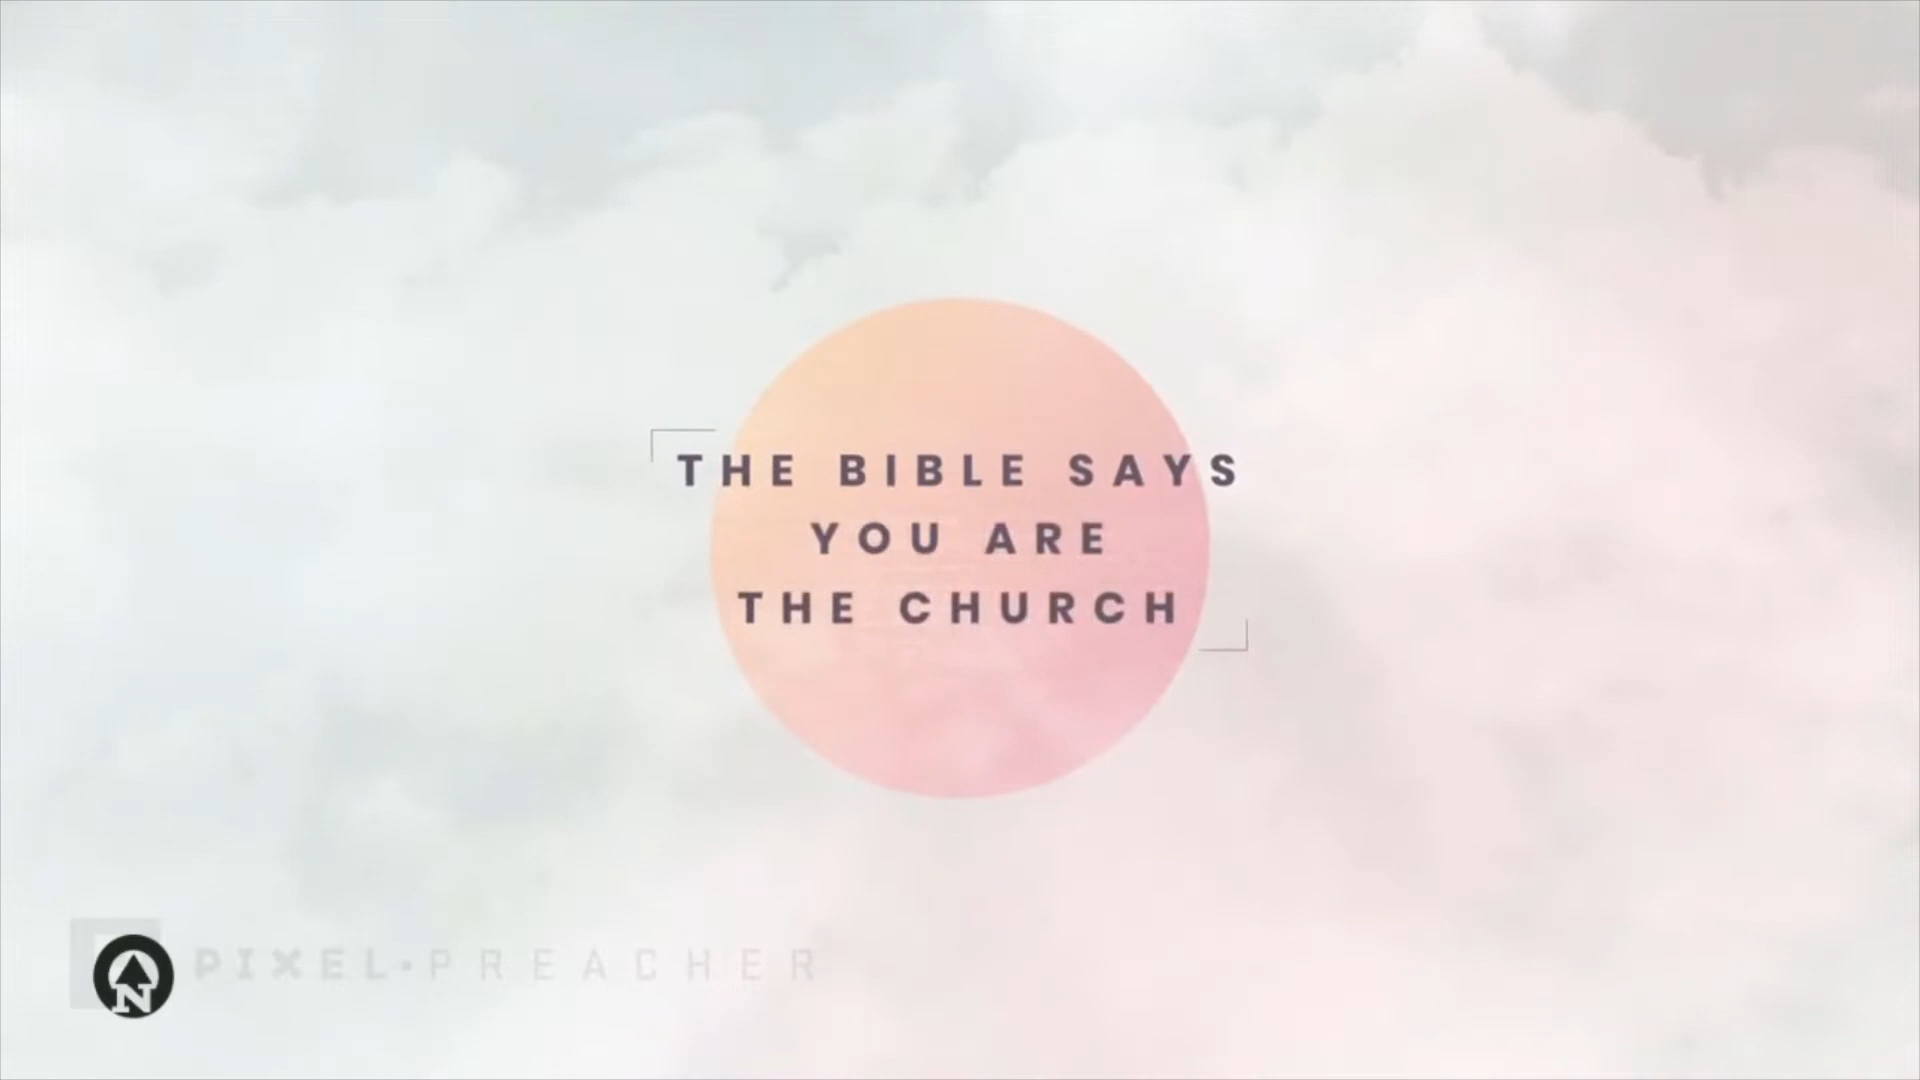 THE BIBLE SAYS
YOU ARE
THE CHURCH
PIXEL·PREACHER
N